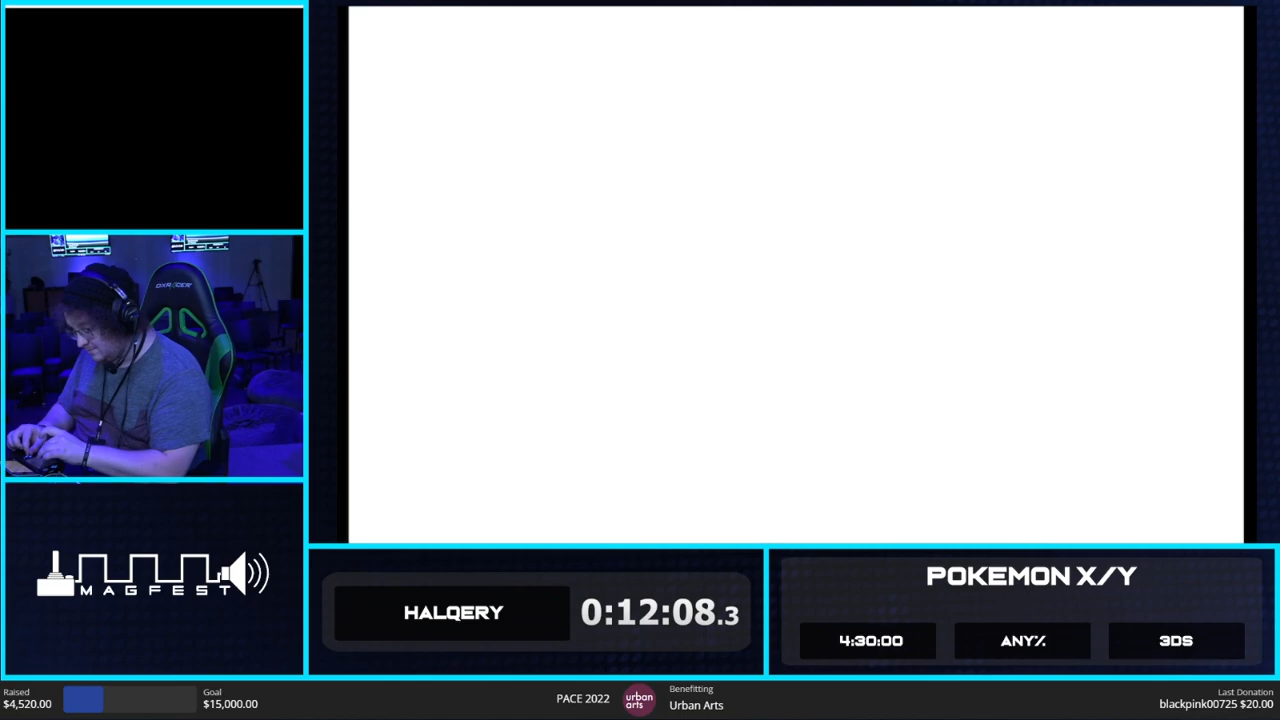 DXRACER
MAGFEST
HALQERY
0:12:08.3
POKEMON X/Y
4:30:00
ANY%
3DS
Raised
$4,520.00
Goal
$15,000.00
PACE 2022
urban
arts
Benefitting
Urban Arts
Last Donation
blackpink00725 $20.00